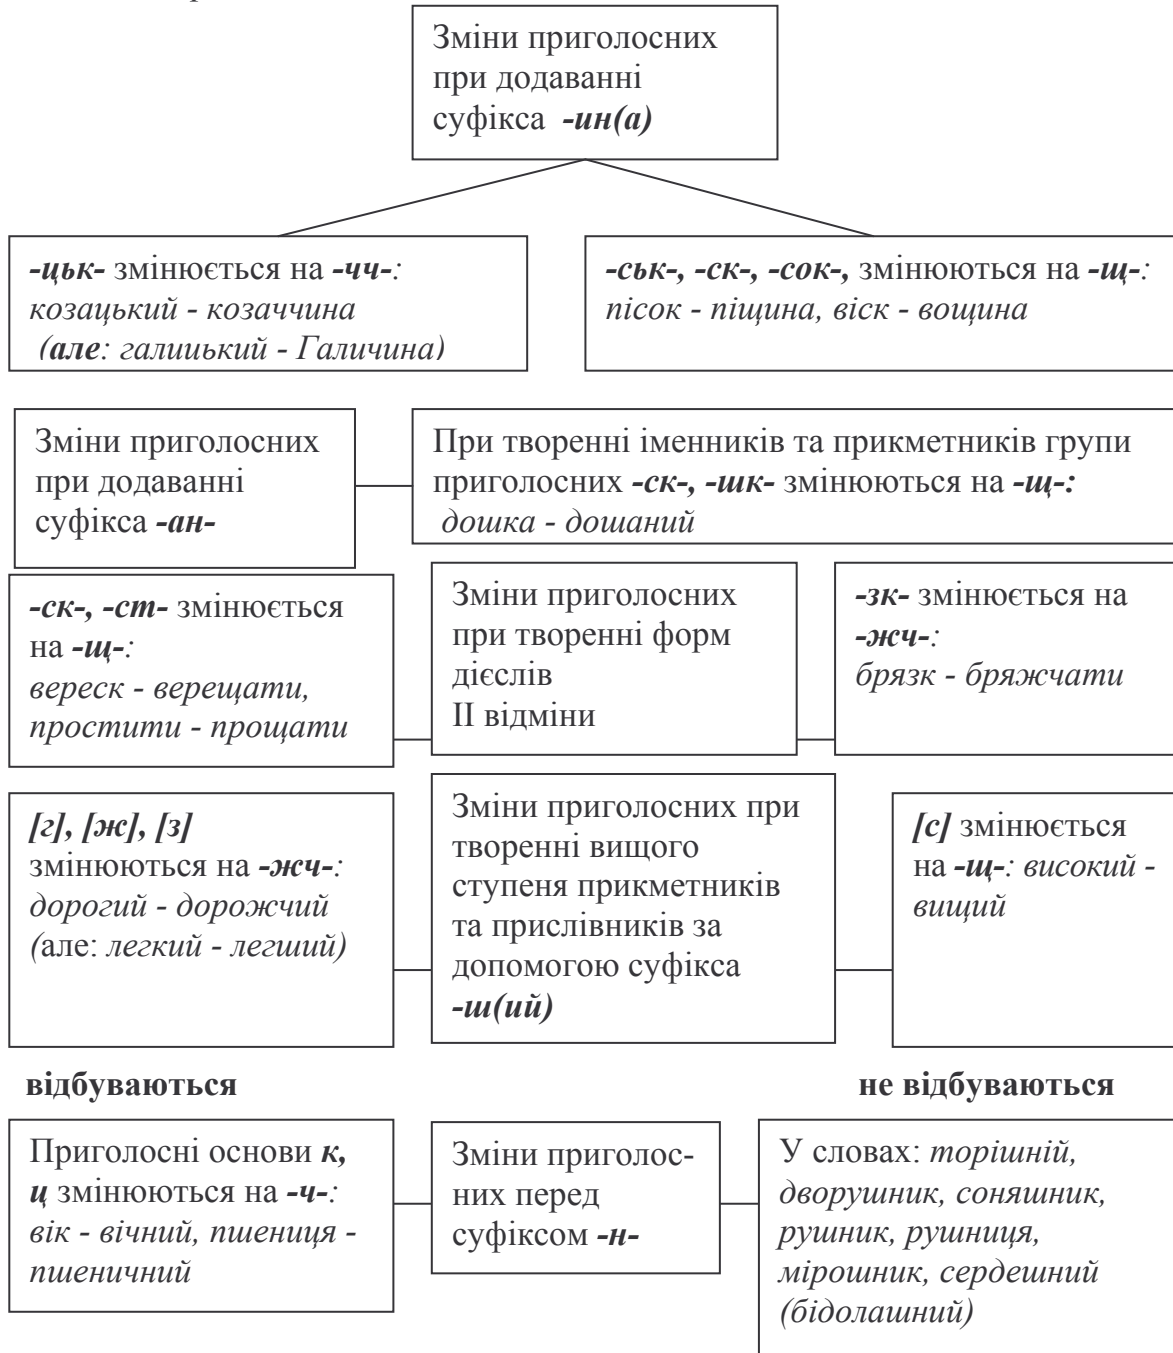 Зміни приголосних
при додаванні
суфікса -ин(а)
-цьк- змінюється на -чч-:
козацький - козаччина
(але: галицький - Галичина)
-ськ-, -ск-, -сок-, змінюються на -щ-:
пісок - піщина, віск - вощина
Зміни приголосних
при додаванні
суфікса -ан-
При творенні іменників та прикметників групи
приголосних -ск-, -шк- змінюються на -щ-:
дошка - дошаний
-ск-, -ст- змінюється
на -щ-:
вереск - верещати,
простити - прощати
Зміни приголосних
при творенні форм
дієслів
ІІ відміни
-зк- змінюється на
-жч-:
брязк - бряжчати
[г], [ж], [з]
змінюються на -жч-:
дорогий - дорожчий
(але: легкий - легший)
Зміни приголосних при
творенні вищого
ступеня прикметників
та прислівників за
допомогою суфікса
-ш(ий)
[с] змінюється
на -щ-: високий -
вищий
відбуваються
не відбуваються
Приголосні основи к,
ц змінюються на -ч-:
вік - вічний, пшениця -
пшеничний
Зміни приголос-
них перед
суфіксом -н-
У словах: торішній,
дворушник, соняшник,
рушник, рушниця,
мірошник, сердешний
(бідолашний)